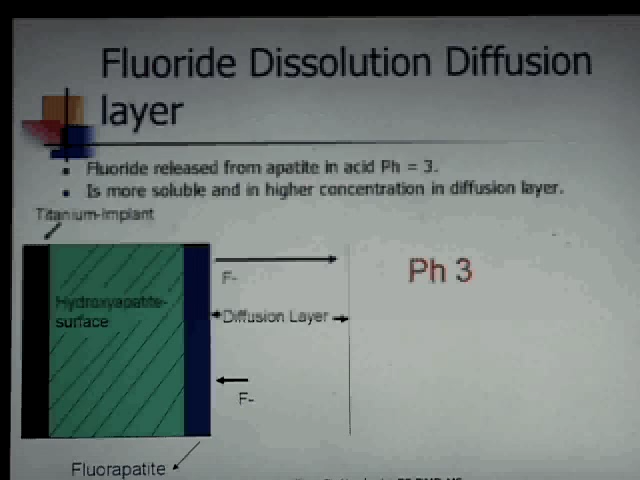 Fluoride Dissolution Diffusion
layer
Fluoride released from apatite in acid Ph = 3.
Is more soluble and in higher concentration in diffusion layer.
Titanium-Implant
Ph 3
F-
Hydroxyapatite-
surface
Diffusion Layer
F-
Fluorapatite